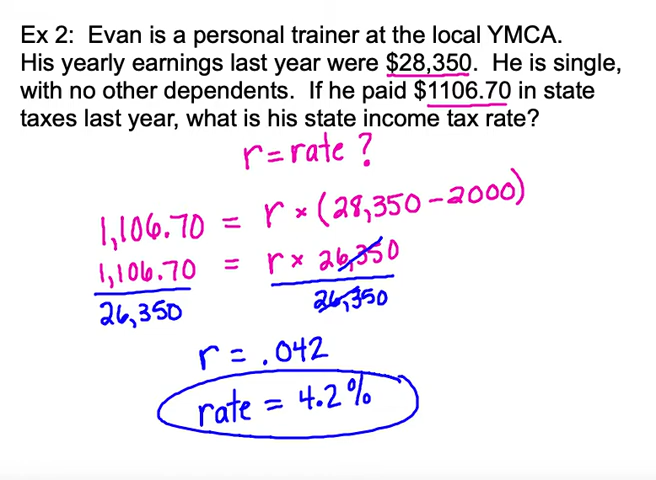 Ex 2: Evan is a personal trainer at the local YMCA.
His yearly earnings last year were $28,350. He is single,
with no other dependents. If he paid $1106.70 in state
taxes last year, what is his state income tax rate?
r = rate ?
1,106.70 = r × (28,350 - 2000)
1,106.70 = r × 26,350
26,350 26,350
r = .042
rate = 4.2%